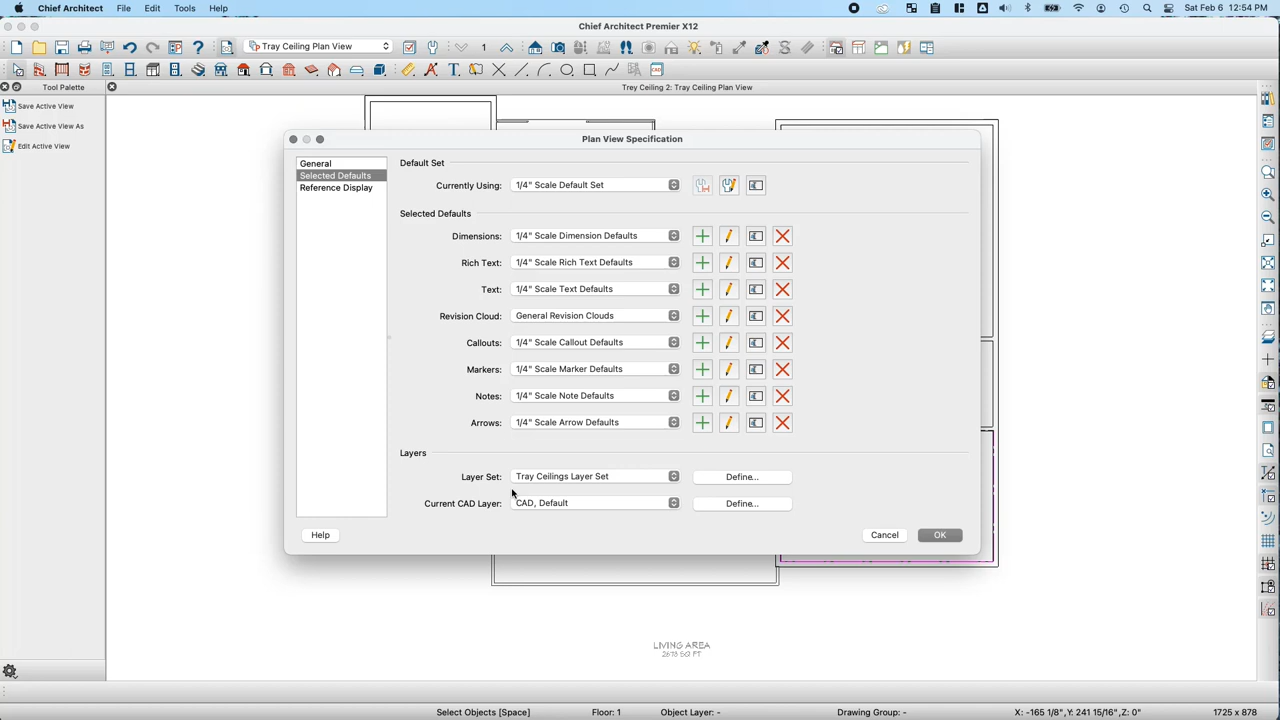 Chief Architect File Edit Tools Help Sat Feb 6 12:54 PM
Chief Architect Premier X12
Tray Ceiling Plan View 1
Tool Palette Trey Ceiling 2: Tray Ceiling Plan View
Save Active View
Save Active View As
Edit Active View
Plan View Specification
General
Selected Defaults
Reference Display
Default Set
Currently Using: 1/4" Scale Default Set
Selected Defaults
Dimensions: 1/4" Scale Dimension Defaults
Rich Text: 1/4" Scale Rich Text Defaults
Text: 1/4" Scale Text Defaults
Revision Cloud: General Revision Clouds
Callouts: 1/4" Scale Callout Defaults
Markers: 1/4" Scale Marker Defaults
Notes: 1/4" Scale Note Defaults
Arrows: 1/4" Scale Arrow Defaults
Layers
Layer Set: Tray Ceilings Layer Set Define...
Current CAD Layer: CAD, Default Define...
Help Cancel OK
LIVING AREA
2673 SQ FT
Select Objects [Space] Floor: 1 Object Layer: - Drawing Group: - X: -165 1/8", Y: 241 15/16", Z: 0" 1725 x 878